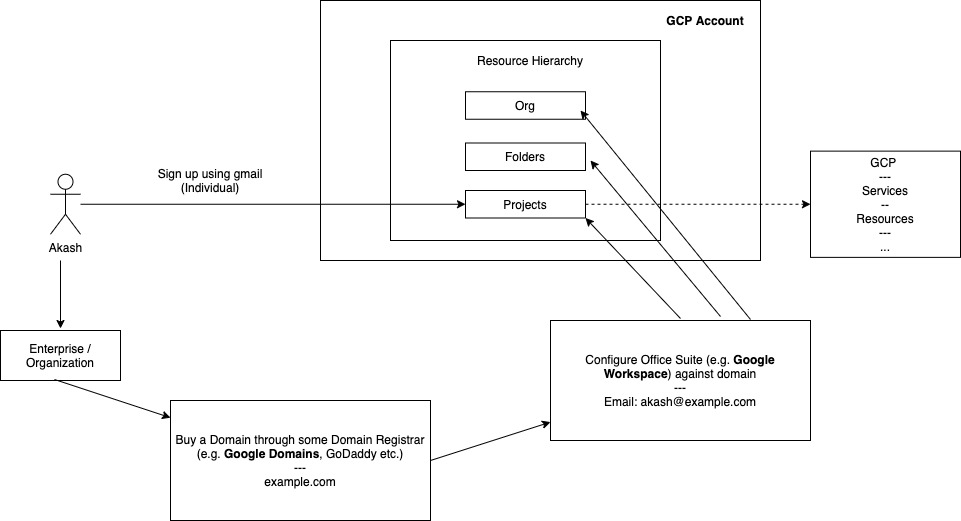 GCP Account
Resource Hierarchy
Org
Folders
Projects
Sign up using gmail
(Individual)
Akash
GCP
---
Services
--
Resources
---
...
Enterprise /
Organization
Buy a Domain through some Domain Registrar
(e.g. Google Domains, GoDaddy etc.)
---
example.com
Configure Office Suite (e.g. Google
Workspace) against domain
---
Email: akash@example.com